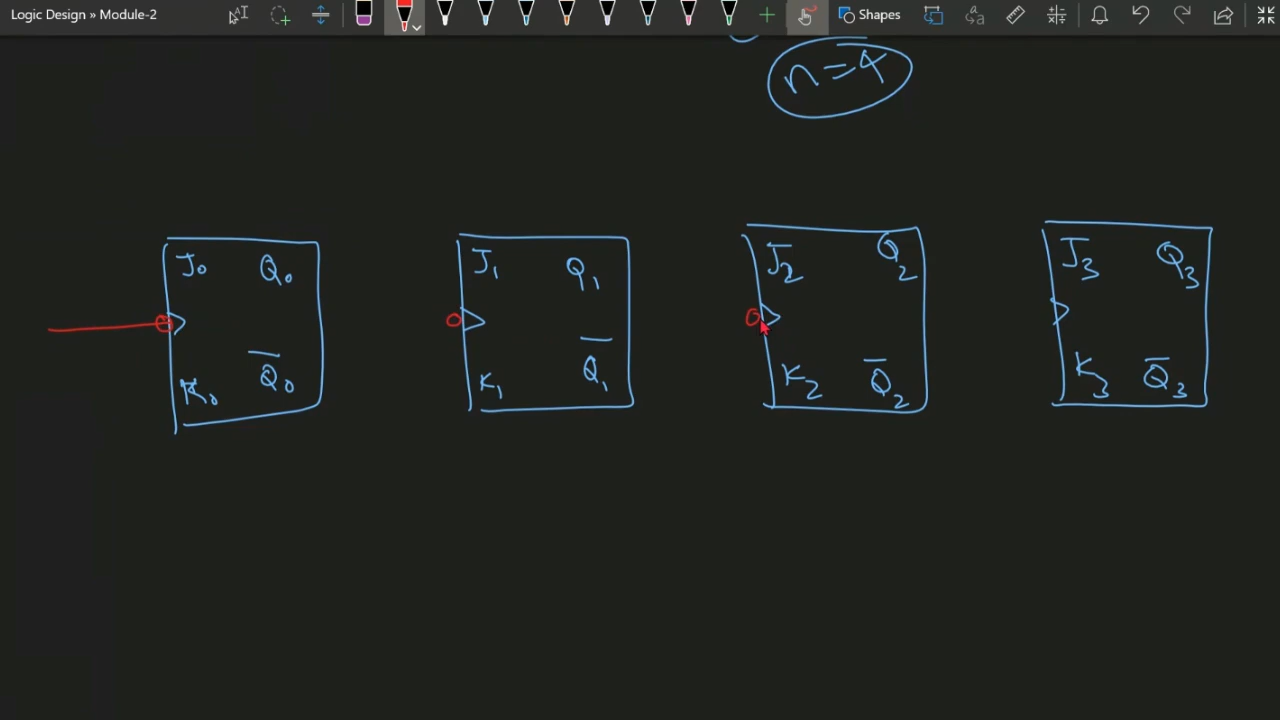 Logic Design » Module-2
Shapes
n=4
J0 Q0 J1 Q1 J2 Q2 J3 Q3
K0 Q̅0 K1 Q̅1 K2 Q̅2 K3 Q̅3